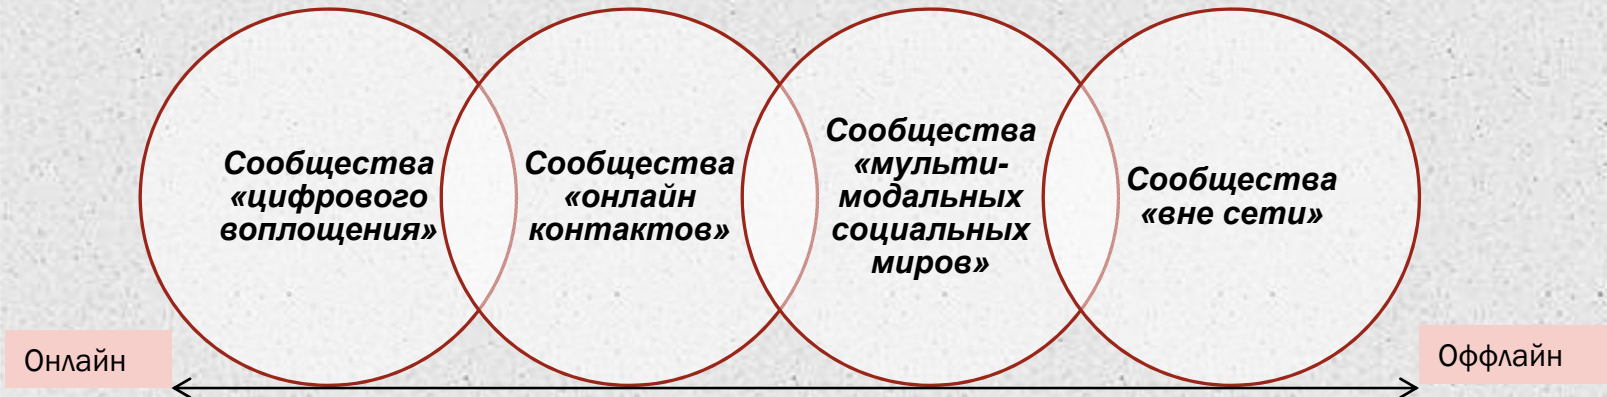 Сообщества
«цифрового
воплощения»
Сообщества
«онлайн
контактов»
Сообщества
«мульти-
модальных
социальных
миров»
Сообщества
«вне сети»
Онлайн
Оффлайн